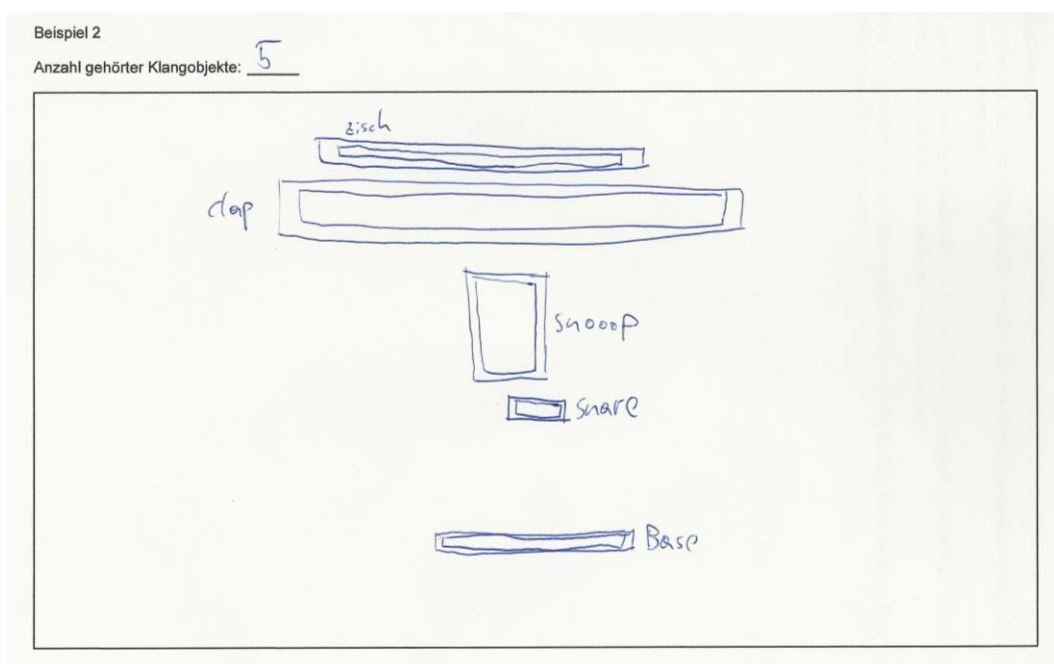 Beispiel 2
Anzahl gehörter Klangobjekte: 5
zisch
clap
snooop
snare
Base